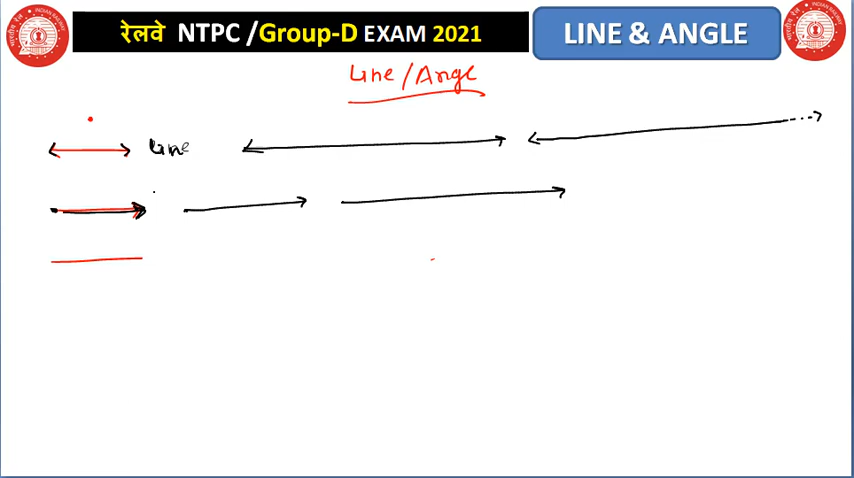 रेलवे NTPC /Group-D EXAM 2021
LINE & ANGLE
Line/Angle
Line